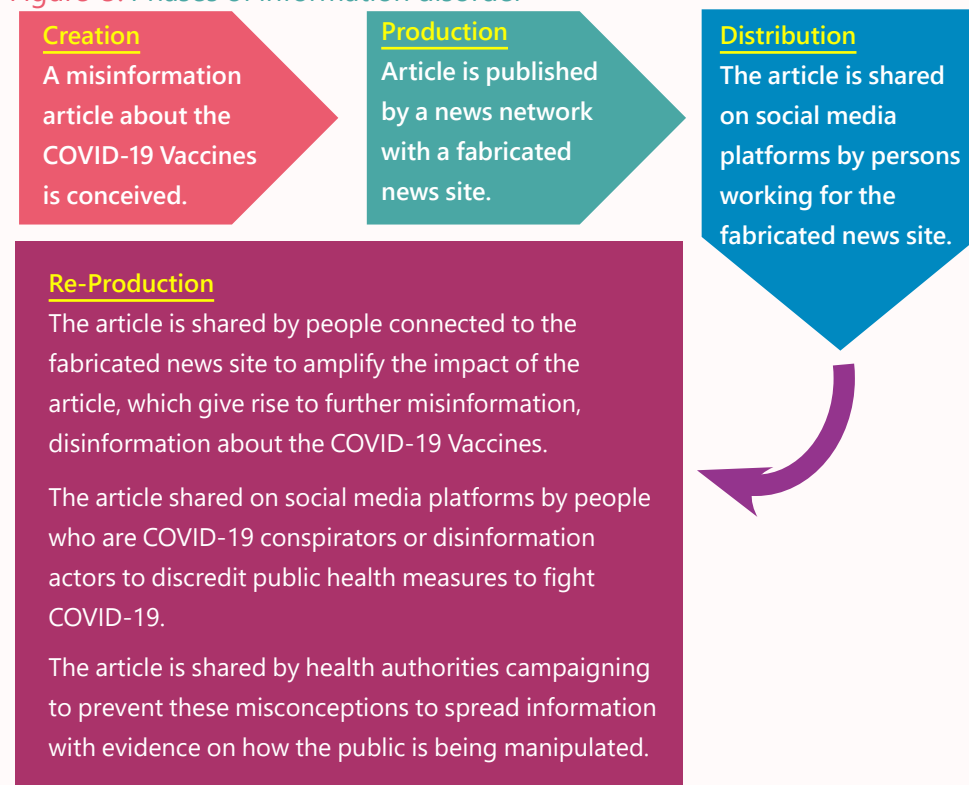 Figure 3. Phases of information disorder
Creation
A misinformation
article about the
COVID-19 Vaccines
is conceived.
Production
Article is published
by a news network
with a fabricated
news site.
Distribution
The article is shared
on social media
platforms by persons
working for the
fabricated news site.
Re-Production
The article is shared by people connected to the
fabricated news site to amplify the impact of the
article, which give rise to further misinformation,
disinformation about the COVID-19 Vaccines.
The article shared on social media platforms by people
who are COVID-19 conspirators or disinformation
actors to discredit public health measures to fight
COVID-19.
The article is shared by health authorities campaigning
to prevent these misconceptions to spread information
with evidence on how the public is being manipulated.